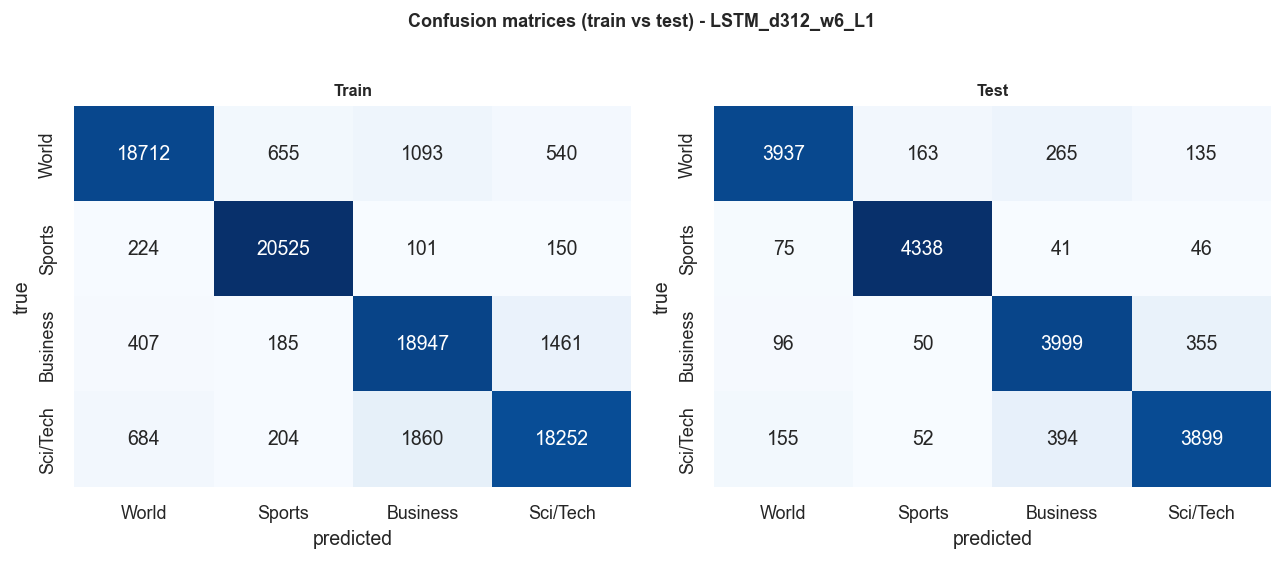 Confusion matrices (train vs test) - LSTM_d312_w6_L1
Train
true
World
18712 655 1093 540
Sports
224 20525 101 150
Business
407 185 18947 1461
Sci/Tech
684 204 1860 18252
World Sports Business Sci/Tech
predicted
Test
true
World
3937 163 265 135
Sports
75 4338 41 46
Business
96 50 3999 355
Sci/Tech
155 52 394 3899
World Sports Business Sci/Tech
predicted